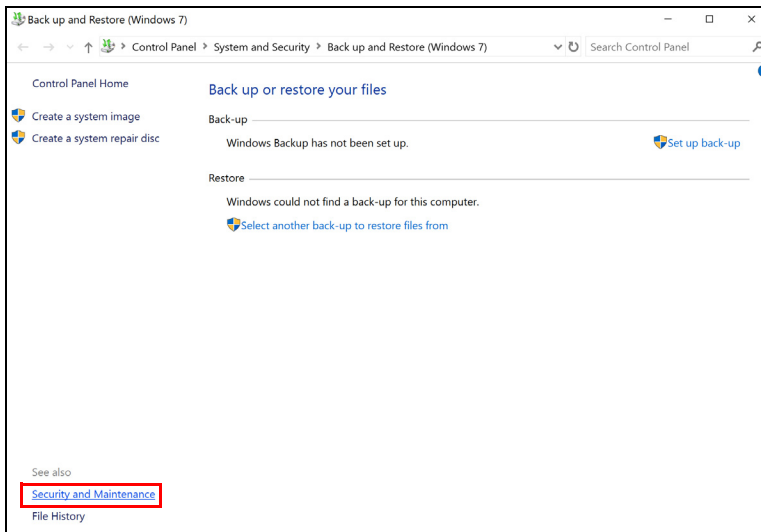 Back up and Restore (Windows 7)
Control Panel > System and Security > Back up and Restore (Windows 7)
Search Control Panel
Control Panel Home
Create a system image
Create a system repair disc
Back up or restore your files
Back-up
Windows Backup has not been set up.
Set up back-up
Restore
Windows could not find a back-up for this computer.
Select another back-up to restore files from
See also
Security and Maintenance
File History